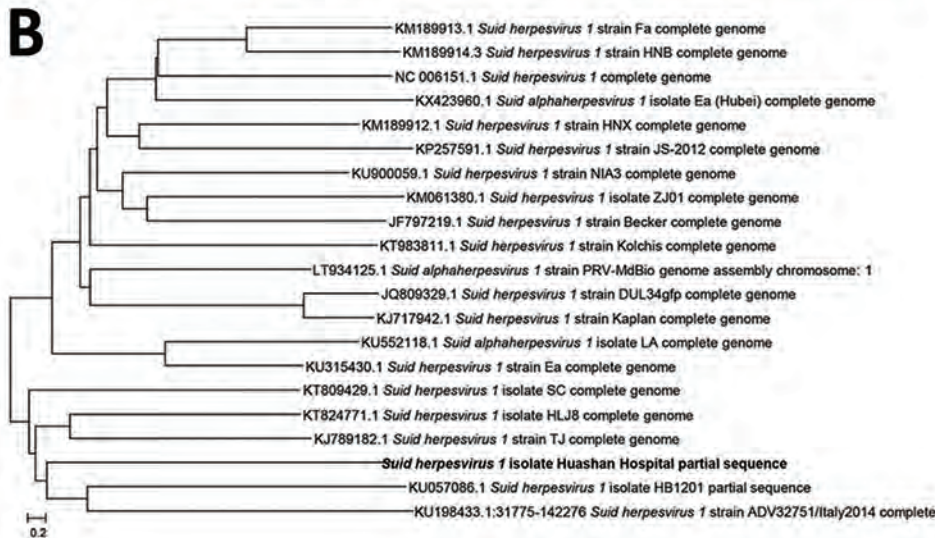 B
KM189913.1 Suid herpesvirus 1 strain Fa complete genome
KM189914.3 Suid herpesvirus 1 strain HNB complete genome
NC 006151.1 Suid herpesvirus 1 complete genome
KX423960.1 Suid alphaherpesvirus 1 isolate Ea (Hubei) complete genome
KM189912.1 Suid herpesvirus 1 strain HNX complete genome
KP257591.1 Suid herpesvirus 1 strain JS-2012 complete genome
KU900059.1 Suid herpesvirus 1 strain NIA3 complete genome
KM061380.1 Suid herpesvirus 1 isolate ZJ01 complete genome
JF797219.1 Suid herpesvirus 1 strain Becker complete genome
KT983811.1 Suid herpesvirus 1 strain Kolchis complete genome
LT934125.1 Suid alphaherpesvirus 1 strain PRV-MdBio genome assembly chromosome: 1
JQ809329.1 Suid herpesvirus 1 strain DUL34gfp complete genome
KJ717942.1 Suid herpesvirus 1 strain Kaplan complete genome
KU552118.1 Suid alphaherpesvirus 1 isolate LA complete genome
KU315430.1 Suid herpesvirus 1 strain Ea complete genome
KT809429.1 Suid herpesvirus 1 isolate SC complete genome
KT824771.1 Suid herpesvirus 1 isolate HLJ8 complete genome
KJ789182.1 Suid herpesvirus 1 strain TJ complete genome
Suid herpesvirus 1 isolate Huashan Hospital partial sequence
KU057086.1 Suid herpesvirus 1 isolate HB1201 partial sequence
KU198433.1:31775-142276 Suid herpesvirus 1 strain ADV32751/Italy2014 complete
0.2